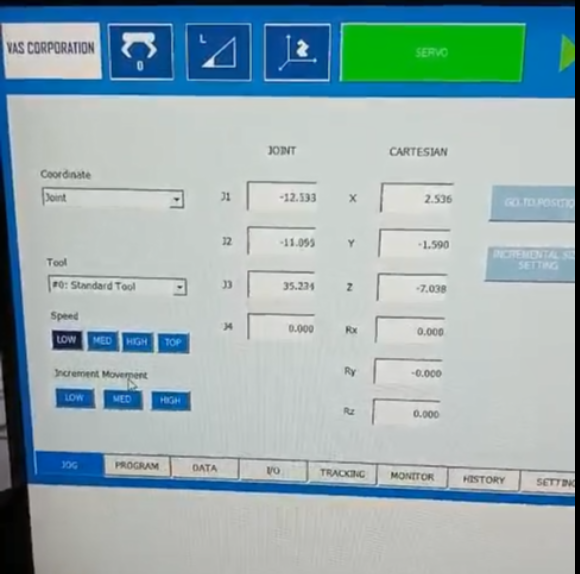 VAS CORPORATION
0
L
SERVO
JOINT
CARTESIAN
Coordinate
Joint
J1
-12.533
X
2.536
GO TO POSITIO
J2
-11.055
Y
-1.590
INCREMENTAL SIZ
SETTING
Tool
#0: Standard Tool
J3
35.234
Z
-7.038
Speed
LOW MED HIGH TOP
J4
0.000
Rx
0.000
Increment Movement
Ry
-0.000
LOW MED HIGH
Rz
0.000
JOG PROGRAM DATA I/O TRACKING MONITOR HISTORY SETTING